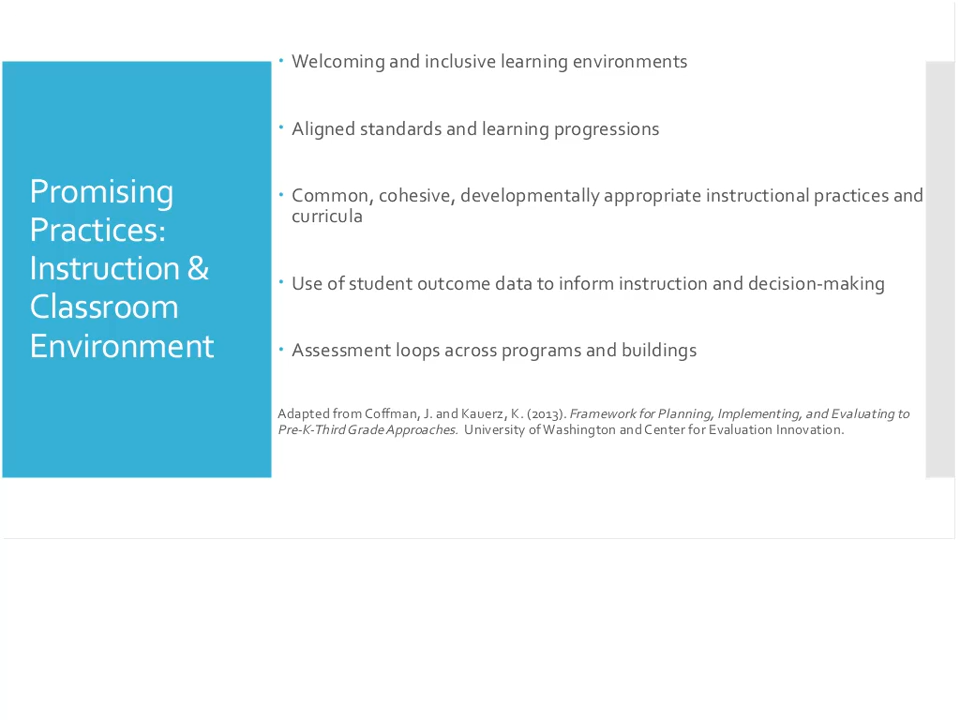 Promising
Practices:
Instruction &
Classroom
Environment
• Welcoming and inclusive learning environments
• Aligned standards and learning progressions
• Common, cohesive, developmentally appropriate instructional practices and
curricula
• Use of student outcome data to inform instruction and decision-making
• Assessment loops across programs and buildings
Adapted from Coffman, J. and Kauerz, K. (2013). Framework for Planning, Implementing, and Evaluating to
Pre-K-Third Grade Approaches. University of Washington and Center for Evaluation Innovation.